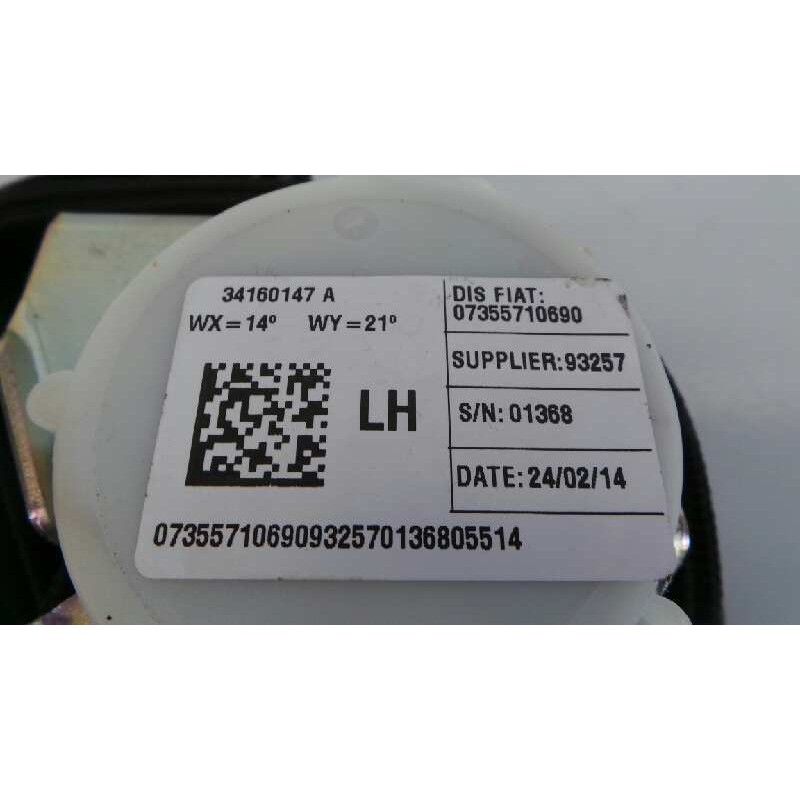 34160147 A
WX=14º WY=21º
LH
DIS FIAT:
07355710690
SUPPLIER:93257
S/N: 01368
DATE: 24/02/14
07355710690932570136805514